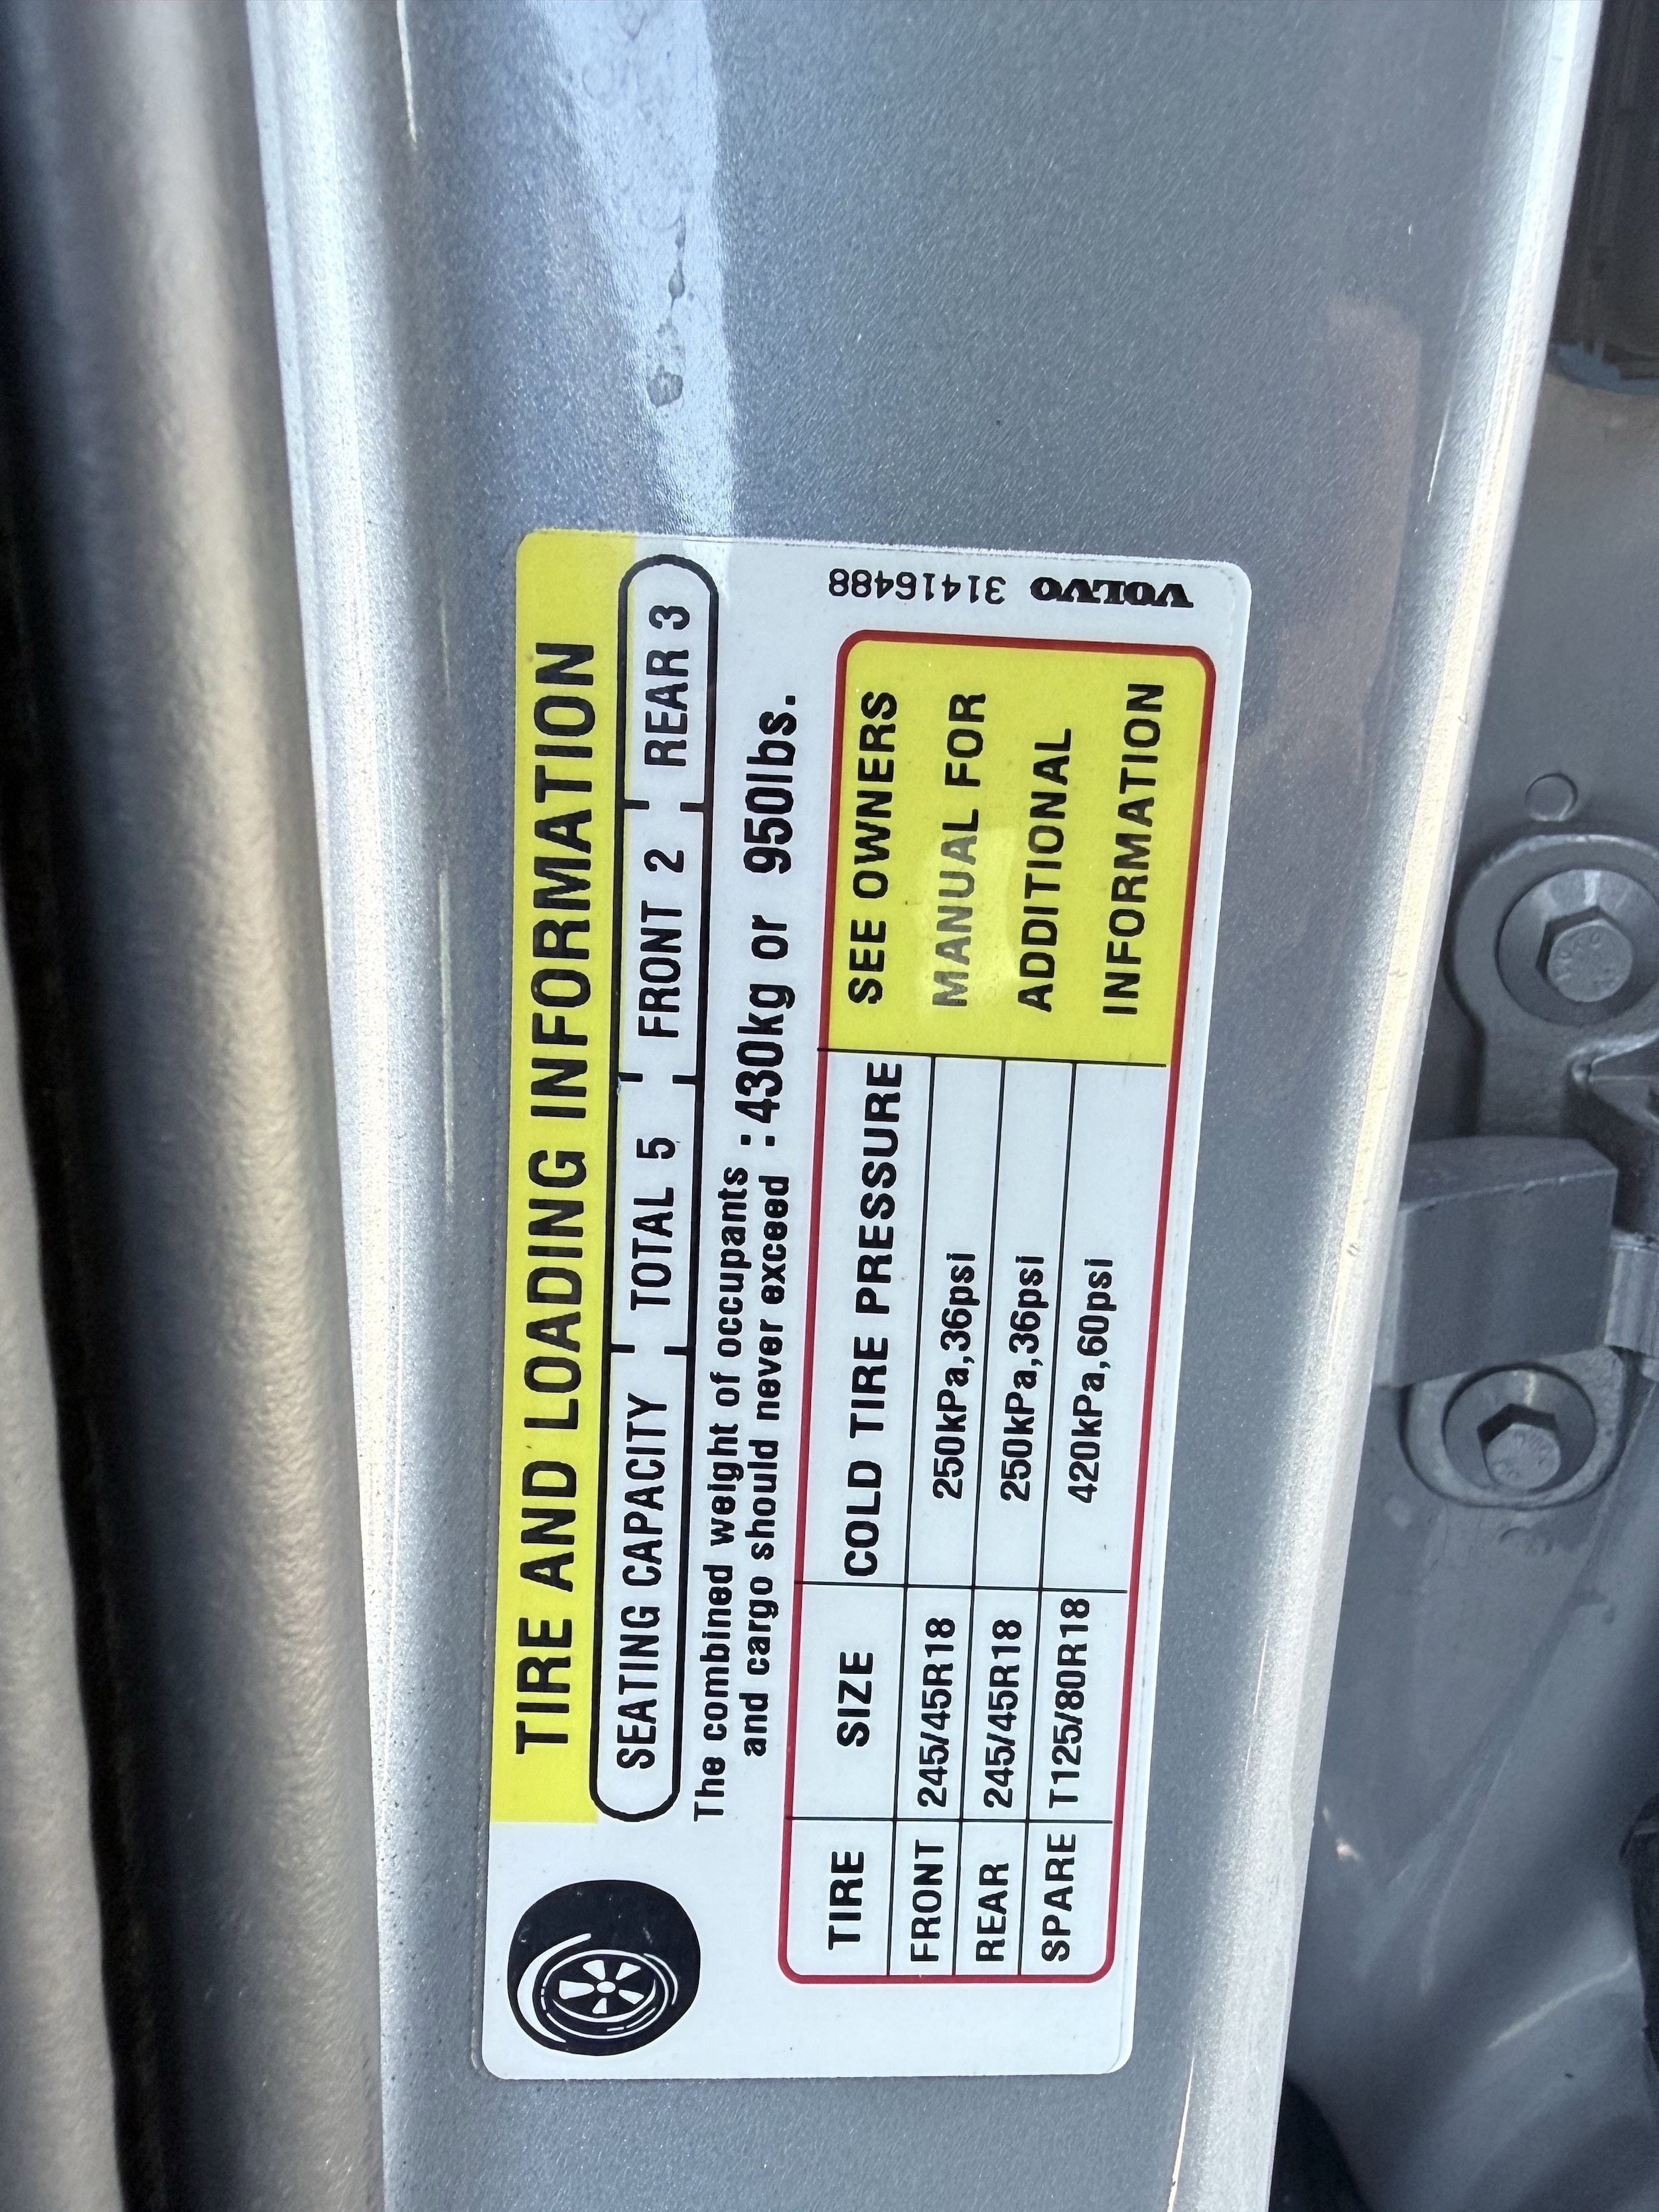 TIRE AND LOADING INFORMATION
SEATING CAPACITY TOTAL 5 FRONT 2 REAR 3
The combined weight of occupants
and cargo should never exceed : 430kg or 950lbs.
TIRE SIZE COLD TIRE PRESSURE
FRONT 245/45R18 250kPa,36psi
REAR 245/45R18 250kPa,36psi
SPARE T125/80R18 420kPa,60psi
SEE OWNERS
MANUAL FOR
ADDITIONAL
INFORMATION
VOLVO 31416488